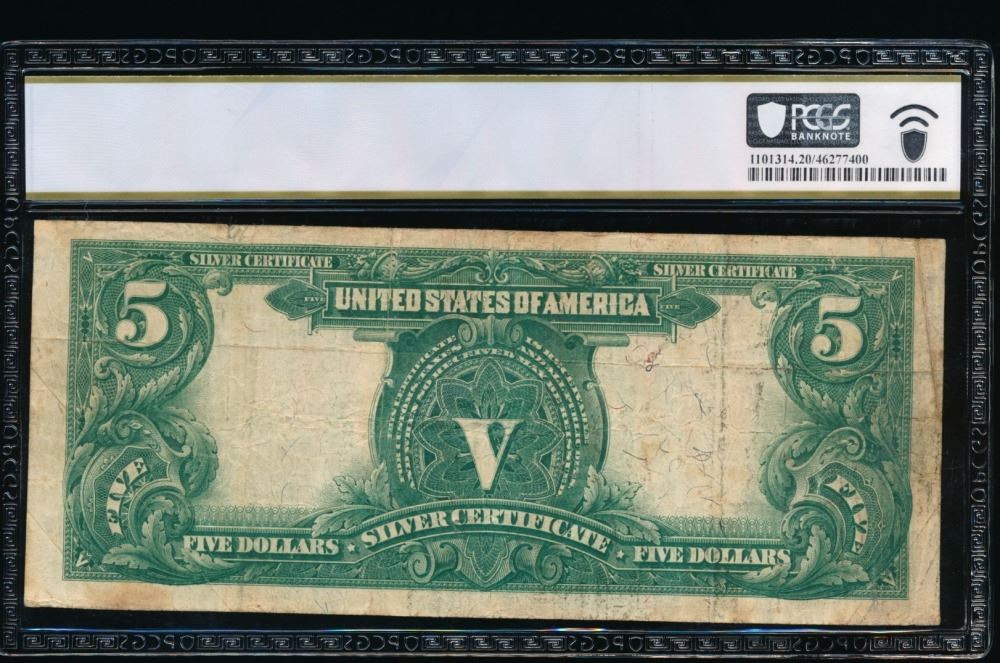 PCGS
BANKNOTE
1101314.20/46277400
SILVER CERTIFICATE
SILVER CERTIFICATE
5
5
FIVE
UNITED STATES OF AMERICA
FIVE
V
FIVE
FIVE
FIVE DOLLARS
SILVER CERTIFICATE
FIVE DOLLARS